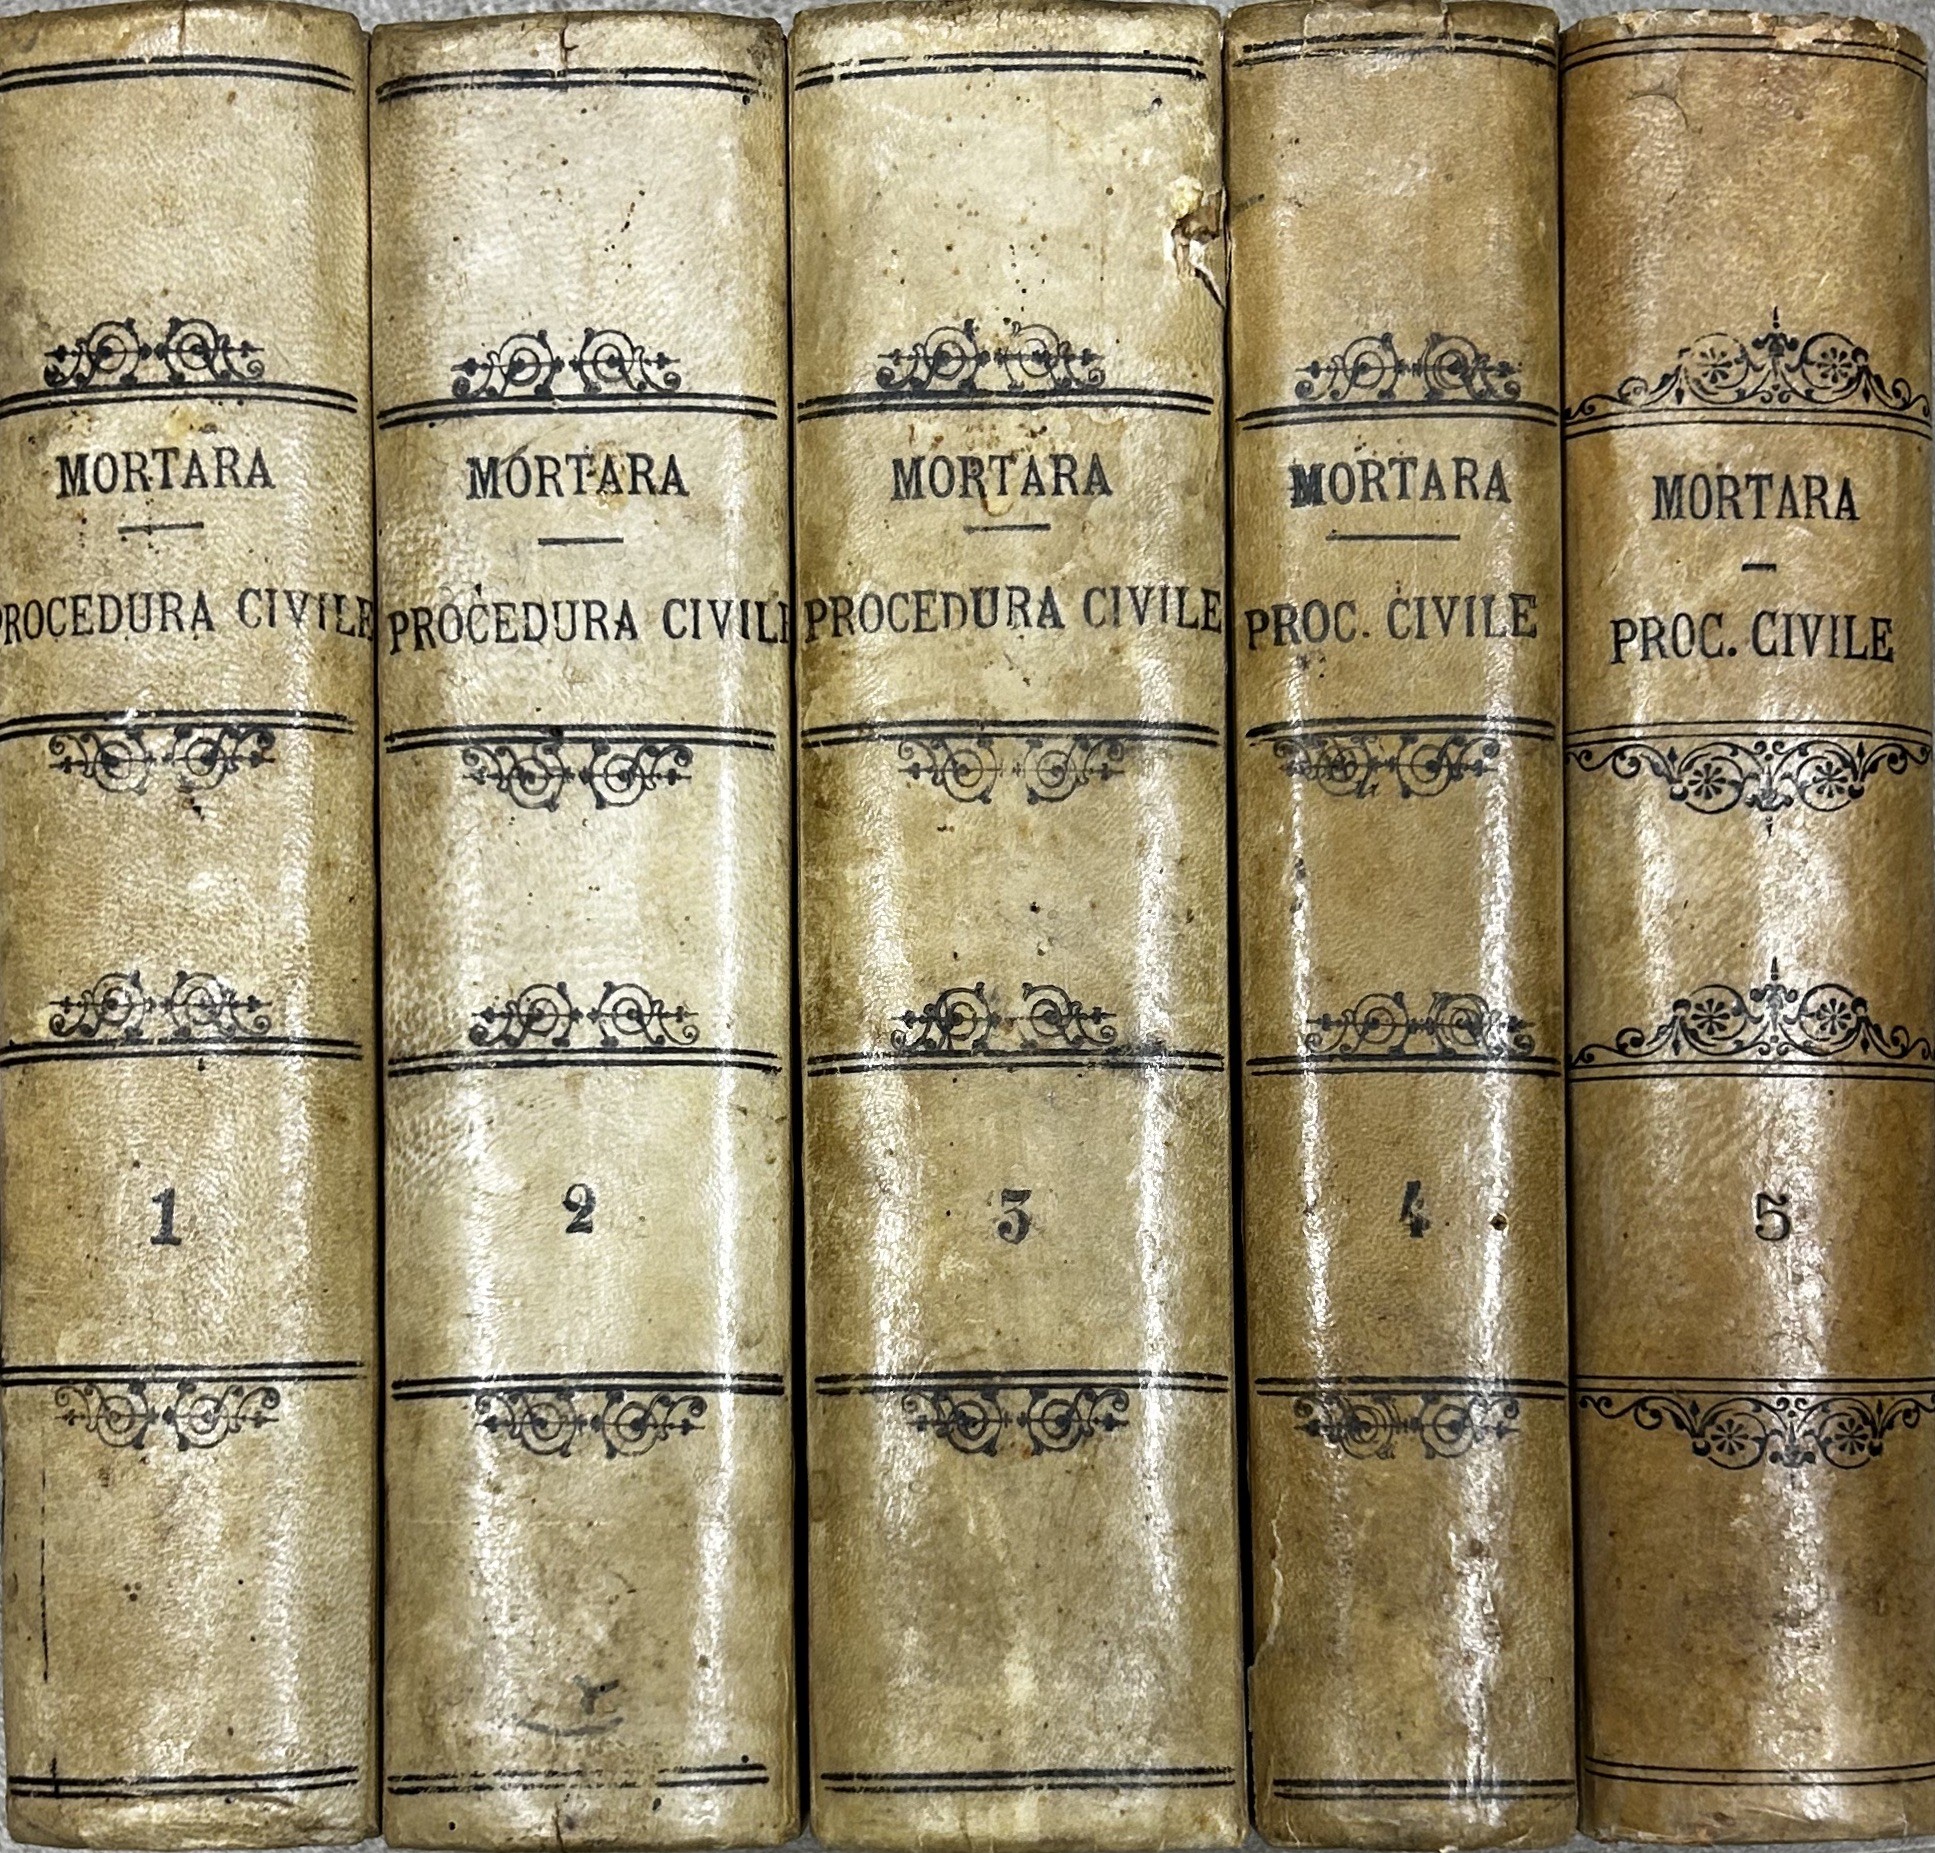 MORTARA
PROCEDURA CIVILE
1
MORTARA
PROCEDURA CIVILE
2
MORTARA
PROCEDURA CIVILE
3
MORTARA
PROC. CIVILE
4
MORTARA
PROC. CIVILE
5